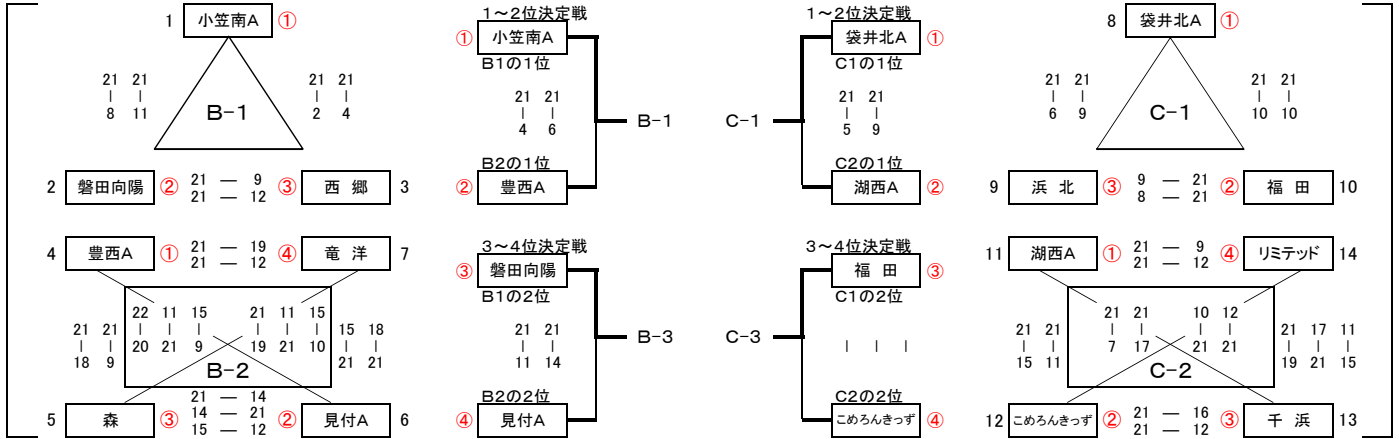 1 小笠南A ①
21 21
| |
8 11
B-1
21 21
| |
2 4
2 磐田向陽 ② 21 — 9 ③ 西 郷 3
21 — 12
4 豊西A ① 21 — 19 ④ 竜 洋 7
21 — 12
21 21
| |
18 9
22 11 15
| | |
20 21 9
21 11 15
| | |
19 21 10
15 18
| |
21 21
B-2
21 — 14
14 — 21
15 — 12
5 森 ③ ② 見付A 6
1～2位決定戦
① 小笠南A
B1の1位
21 21
| |
4 6
B-1
B2の1位
② 豊西A
3～4位決定戦
③ 磐田向陽
B1の2位
21 21
| |
11 14
B-3
B2の2位
④ 見付A
1～2位決定戦
袋井北A ①
C1の1位
21 21
| |
5 9
C-1
C2の1位
湖西A ②
3～4位決定戦
福 田 ③
C1の2位
| | |
C-3
C2の2位
こめろんきっず ④
8 袋井北A ①
21 21
| |
6 9
C-1
21 21
| |
10 10
9 浜 北 ③ 9 — 21 ② 福 田 10
8 — 21
11 湖西A ① 21 — 9 ④ リミテッド 14
21 — 12
21 21
| |
15 11
21 21
| |
7 17
10 12
| |
21 21
21 17 11
| | |
19 21 15
C-2
12 こめろんきっず ② 21 — 16 ③ 千 浜 13
21 — 12